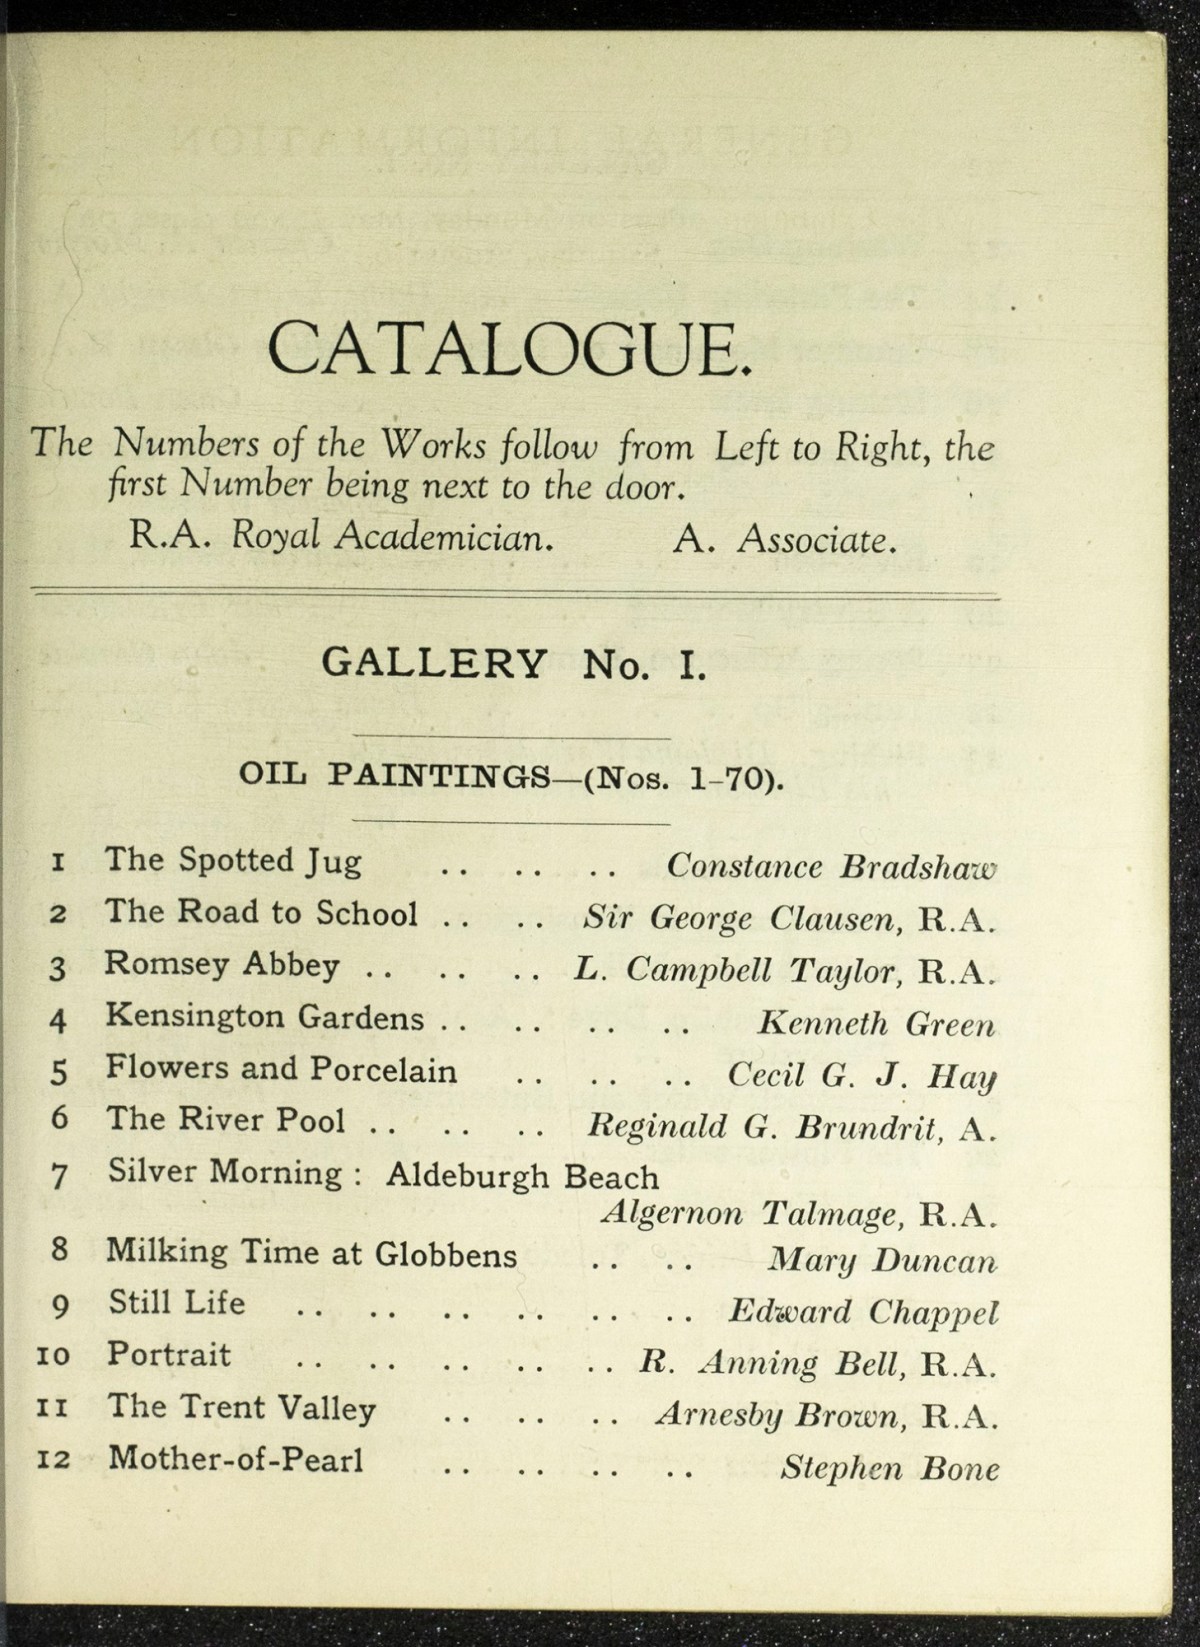 CATALOGUE.
The Numbers of the Works follow from Left to Right, the
first Number being next to the door.
R.A. Royal Academician. A. Associate.
GALLERY No. I.
OIL PAINTINGS—(Nos. 1-70).
1 The Spotted Jug .. .. .. Constance Bradshaw
2 The Road to School .. .. Sir George Clausen, R.A.
3 Romsey Abbey .. .. .. L. Campbell Taylor, R.A.
4 Kensington Gardens .. .. .. .. Kenneth Green
5 Flowers and Porcelain .. .. .. Cecil G. J. Hay
6 The River Pool .. .. .. Reginald G. Brundrit, A.
7 Silver Morning : Aldeburgh Beach
Algernon Talmage, R.A.
8 Milking Time at Globbens .. .. Mary Duncan
9 Still Life .. .. .. .. .. .. Edward Chappel
10 Portrait .. .. .. .. .. R. Anning Bell, R.A.
11 The Trent Valley .. .. .. Arnesby Brown, R.A.
12 Mother-of-Pearl .. .. .. .. Stephen Bone